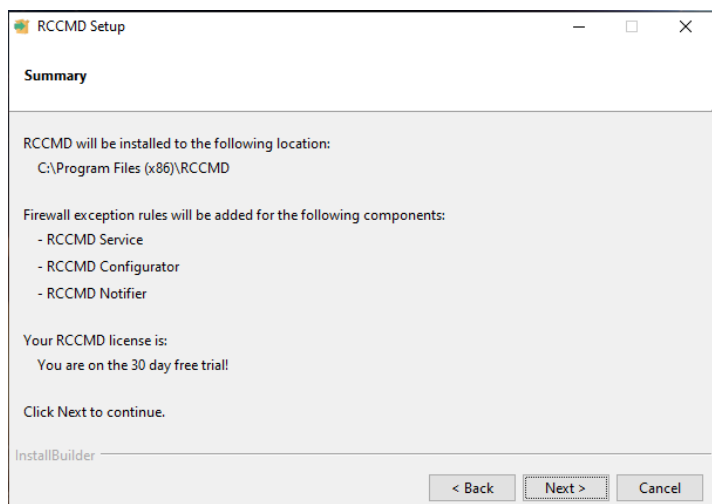 RCCMD Setup
Summary
RCCMD will be installed to the following location:
C:\Program Files (x86)\RCCMD
Firewall exception rules will be added for the following components:
- RCCMD Service
- RCCMD Configurator
- RCCMD Notifier
Your RCCMD license is:
You are on the 30 day free trial!
Click Next to continue.
InstallBuilder
< Back Next > Cancel